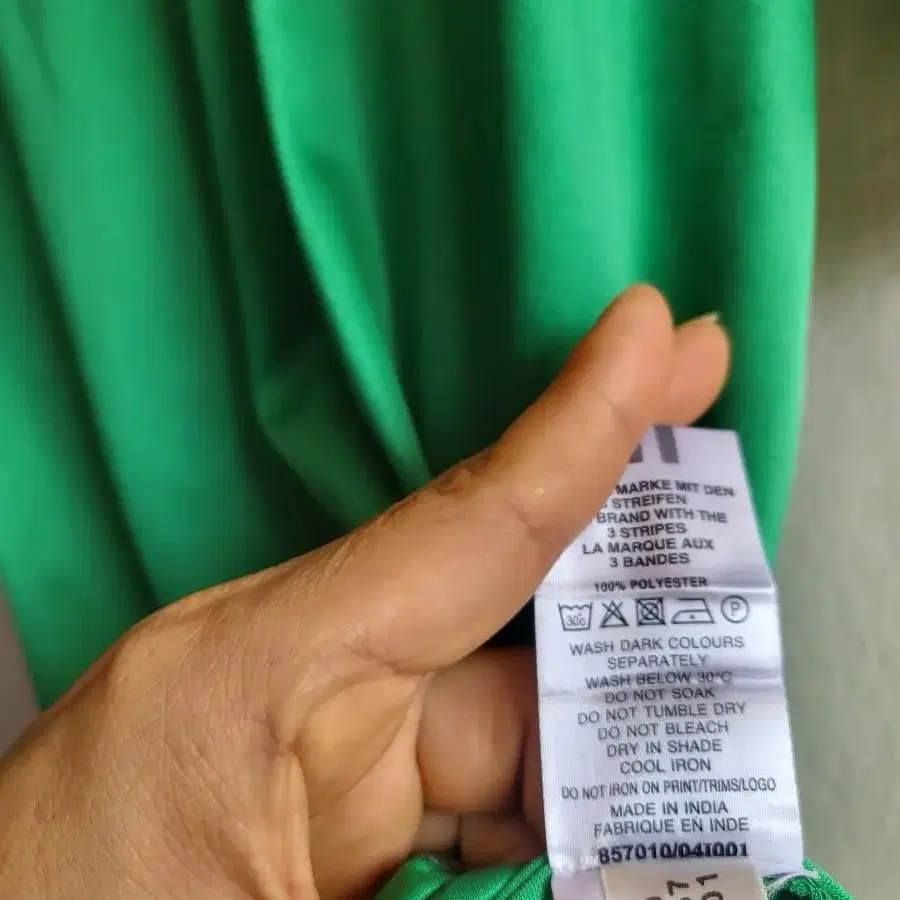 MARKE MIT DEN
STREIFEN
BRAND WITH THE
3 STRIPES
LA MARQUE AUX
3 BANDES
100% POLYESTER
30°C P
WASH DARK COLOURS
SEPARATELY
WASH BELOW 30°C
DO NOT SOAK
DO NOT TUMBLE DRY
DO NOT BLEACH
DRY IN SHADE
COOL IRON
DO NOT IRON ON PRINT/TRIMS/LOGO
MADE IN INDIA
FABRIQUE EN INDE
857010/04I001